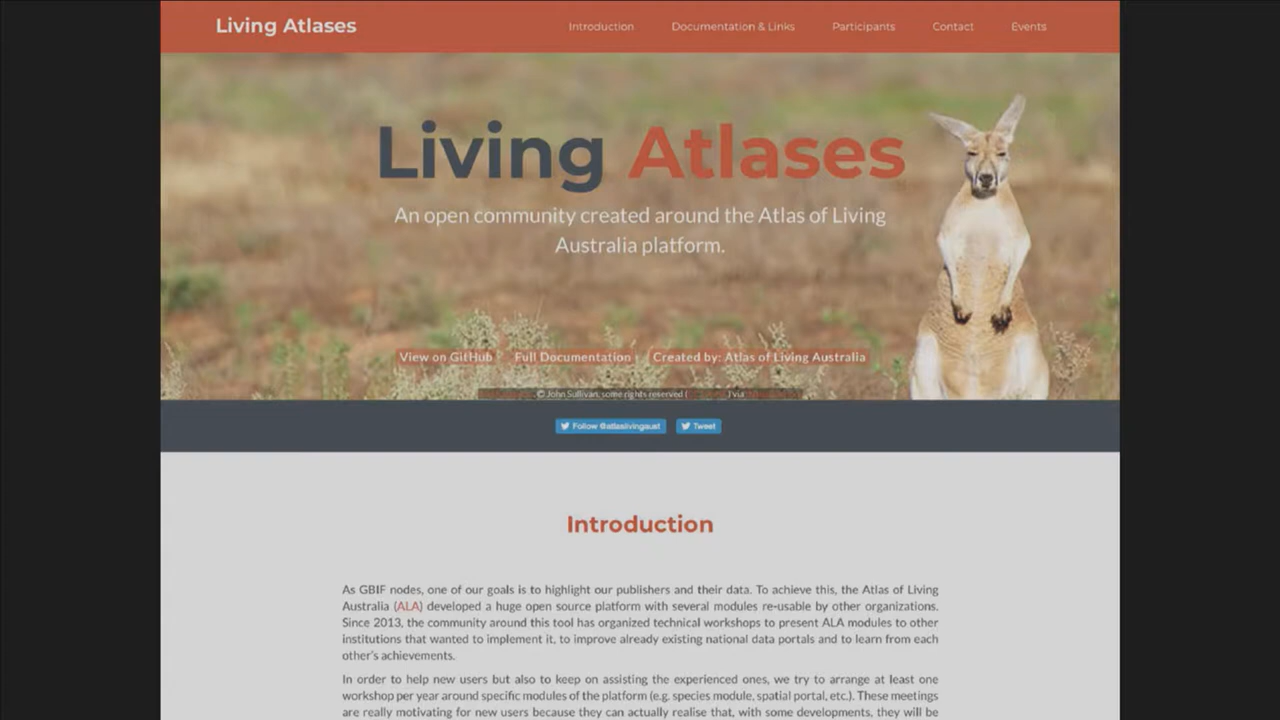 Living Atlases
Introduction Documentation & Links Participants Contact Events
Living Atlases
An open community created around the Atlas of Living
Australia platform.
View on GitHub Full Documentation Created by: Atlas of Living Australia
© John Sullivan, some rights reserved ( ) via
Follow @atlaslivingaust Tweet
Introduction
As GBIF nodes, one of our goals is to highlight our publishers and their data. To achieve this, the Atlas of Living
Australia (ALA) developed a huge open source platform with several modules re-usable by other organizations.
Since 2013, the community around this tool has organized technical workshops to present ALA modules to other
institutions that wanted to implement it, to improve already existing national data portals and to learn from each
other's achievements.
In order to help new users but also to keep on assisting the experienced ones, we try to arrange at least one
workshop per year around specific modules of the platform (e.g. species module, spatial portal, etc.). These meetings
are really motivating for new users because they can actually realise that, with some developments, they will be